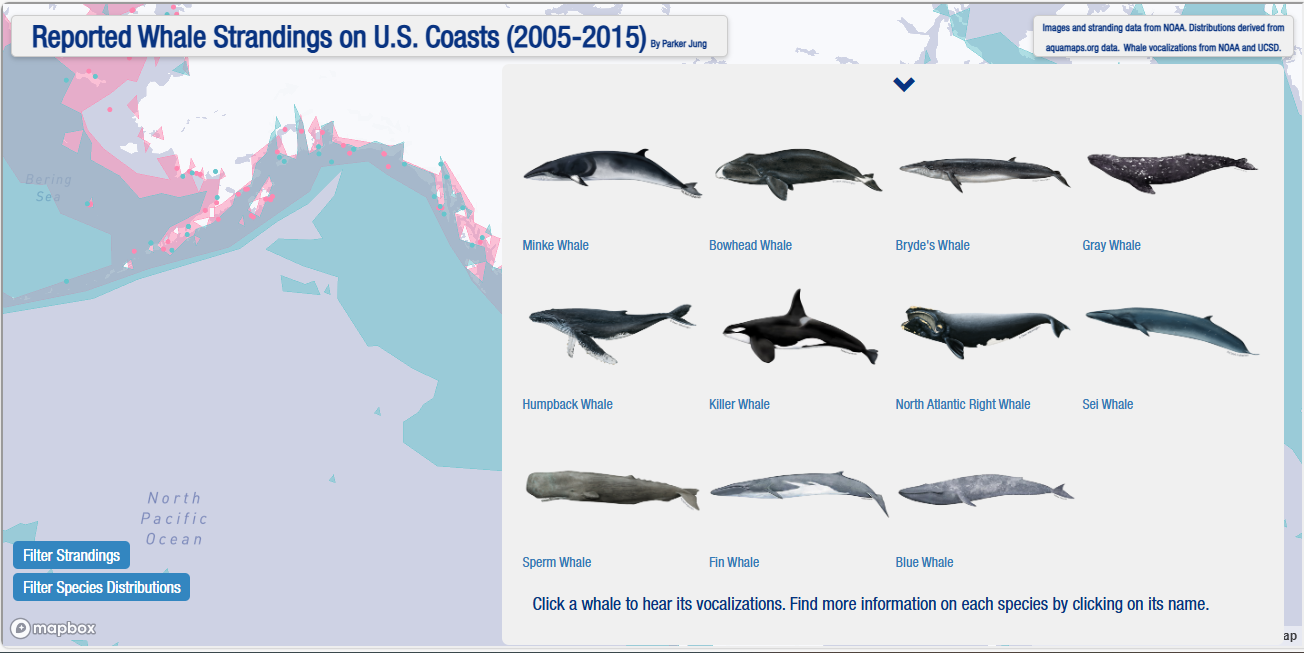 Reported Whale Strandings on U.S. Coasts (2005-2015) By Parker Jung
Images and stranding data from NOAA. Distributions derived from
aquamaps.org data. Whale vocalizations from NOAA and UCSD.
Bering
Sea
Minke Whale
Bowhead Whale
Bryde's Whale
Gray Whale
Humpback Whale
Killer Whale
North Atlantic Right Whale
Sei Whale
Sperm Whale
Fin Whale
Blue Whale
North
Pacific
Ocean
Filter Strandings
Filter Species Distributions
Click a whale to hear its vocalizations. Find more information on each species by clicking on its name.
mapbox
ap